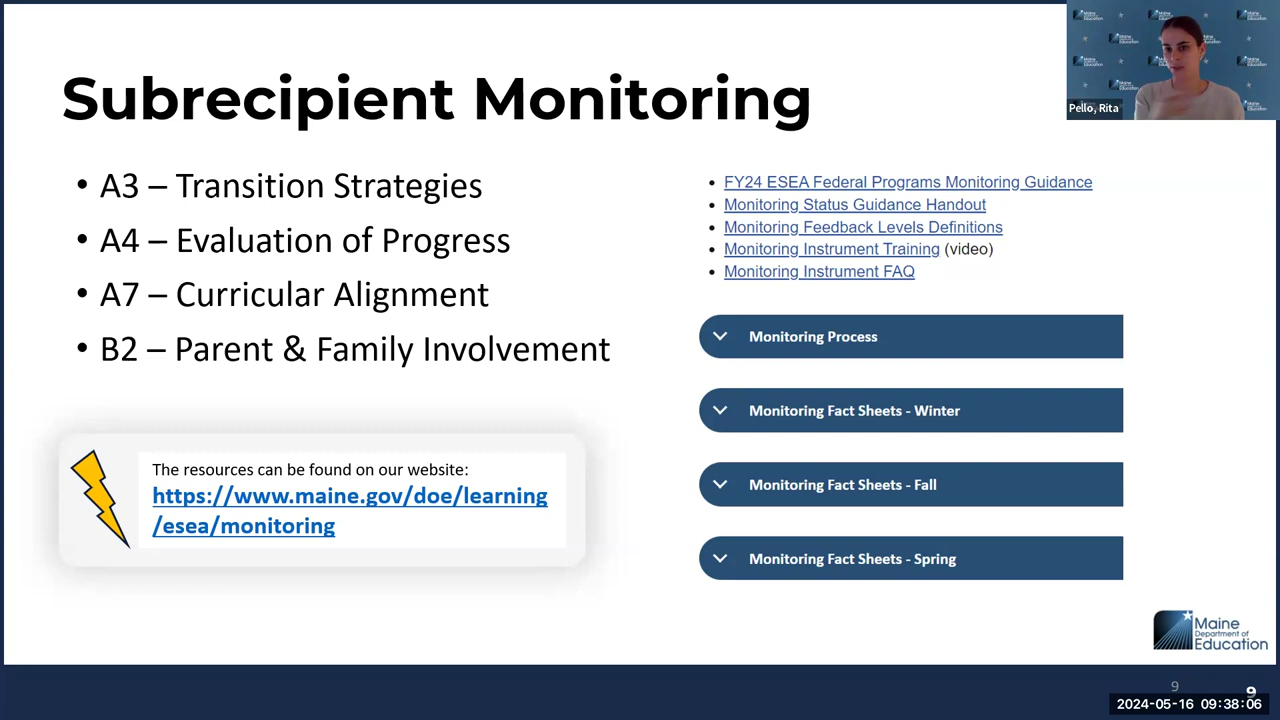 Subrecipient Monitoring
• A3 – Transition Strategies
• A4 – Evaluation of Progress
• A7 – Curricular Alignment
• B2 – Parent & Family Involvement
The resources can be found on our website:
https://www.maine.gov/doe/learning
/esea/monitoring
• FY24 ESEA Federal Programs Monitoring Guidance
• Monitoring Status Guidance Handout
• Monitoring Feedback Levels Definitions
• Monitoring Instrument Training (video)
• Monitoring Instrument FAQ
Monitoring Process
Monitoring Fact Sheets - Winter
Monitoring Fact Sheets - Fall
Monitoring Fact Sheets - Spring
Pello, Rita
Maine
Department of
Education
9
9
2024-05-16 09:38:06